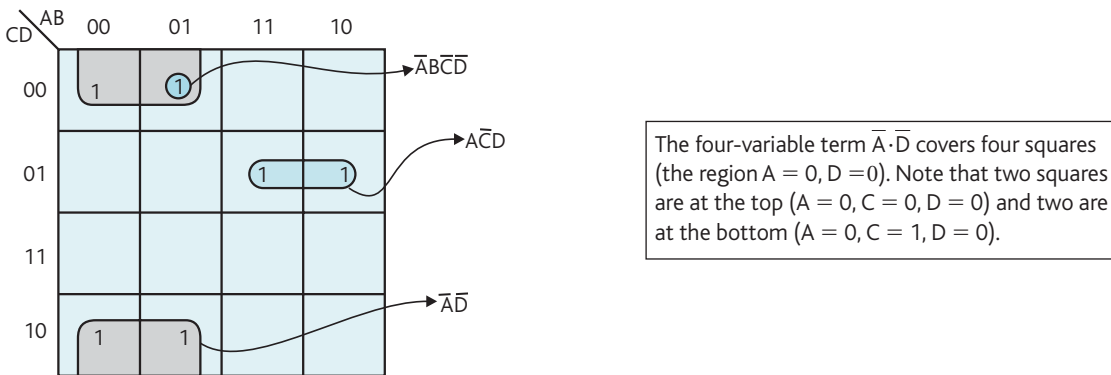 AB
CD
00 01 11 10
00 1 1 A̅BC̅D̅
01 1 1 AC̅D
11
10 1 1 A̅D̅
The four-variable term A̅·D̅ covers four squares
(the region A = 0, D =0). Note that two squares
are at the top (A = 0, C = 0, D = 0) and two are
at the bottom (A = 0, C = 1, D = 0).